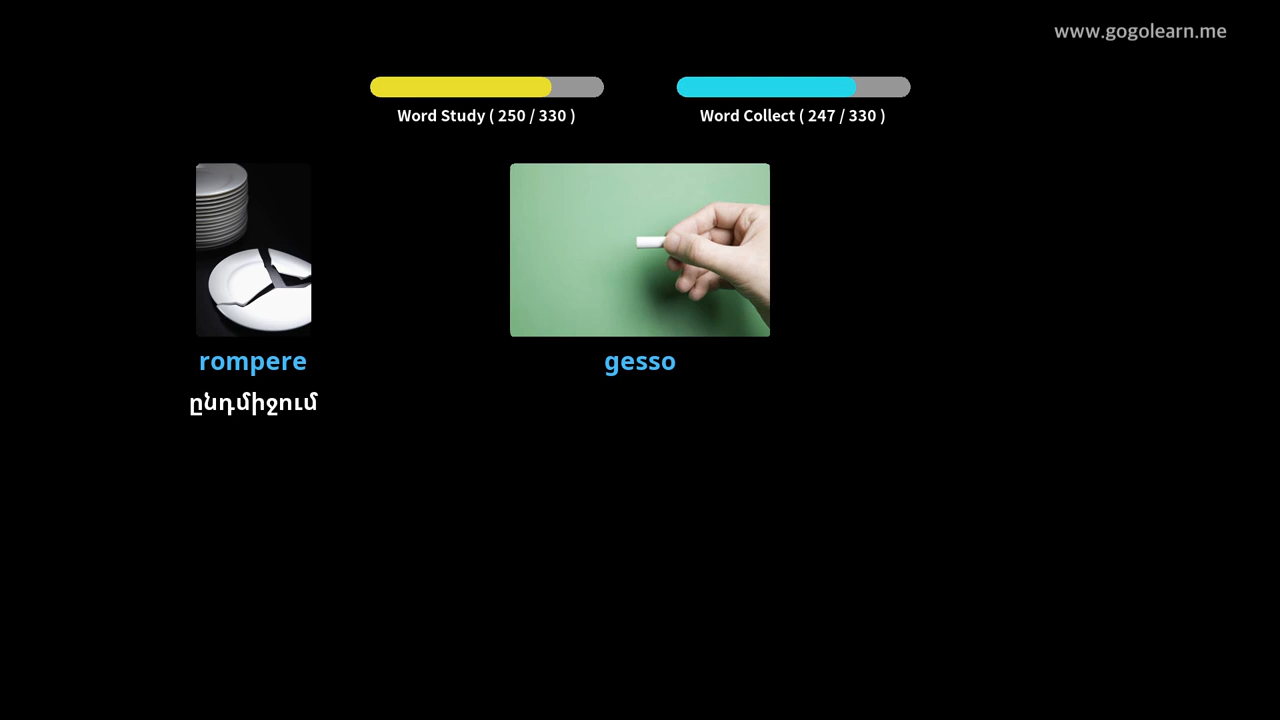 www.gogolearn.me
Word Study ( 250 / 330 )
Word Collect ( 247 / 330 )
rompere
gesso
ընդմիջում